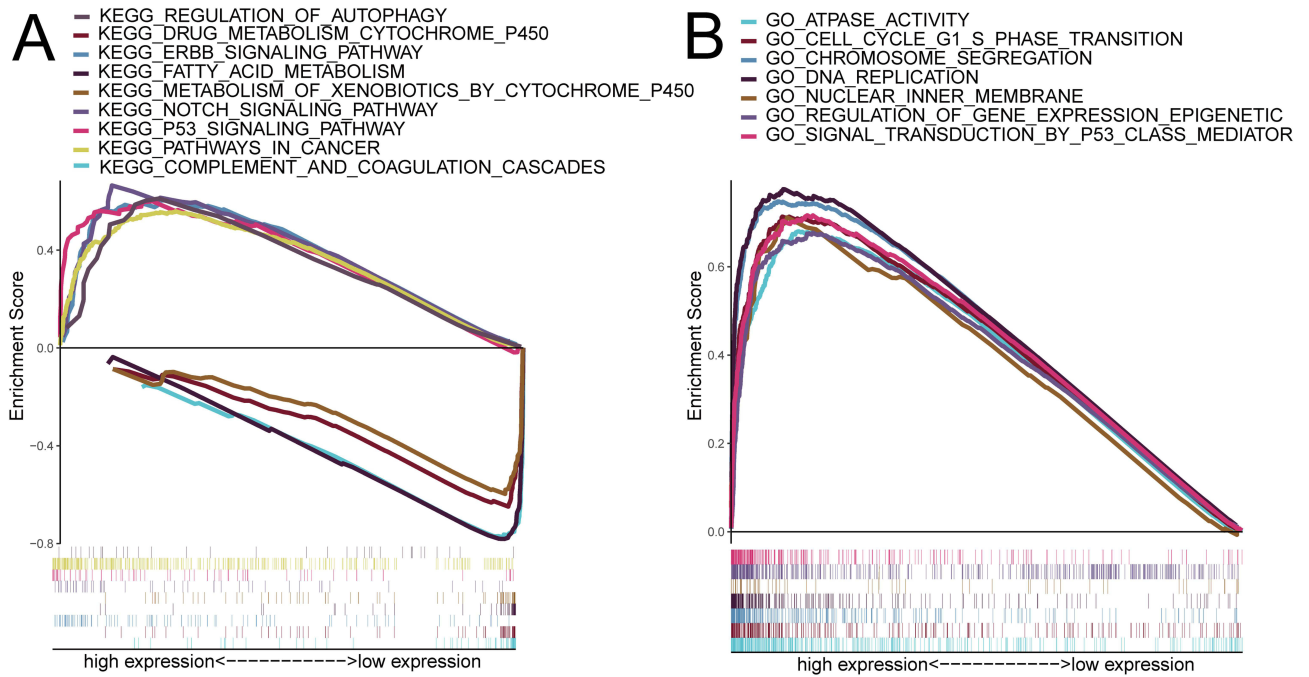 A
KEGG_REGULATION_OF_AUTOPHAGY
KEGG_DRUG_METABOLISM_CYTOCHROME_P450
KEGG_ERBB_SIGNALING_PATHWAY
KEGG_FATTY_ACID_METABOLISM
KEGG_METABOLISM_OF_XENOBIOTICS_BY_CYTOCHROME_P450
KEGG_NOTCH_SIGNALING_PATHWAY
KEGG_P53_SIGNALING_PATHWAY
KEGG_PATHWAYS_IN_CANCER
KEGG_COMPLEMENT_AND_COAGULATION_CASCADES
Enrichment Score
0.4
0.0
−0.4
−0.8
high expression<------------->low expression
B
GO_ATPASE_ACTIVITY
GO_CELL_CYCLE_G1_S_PHASE_TRANSITION
GO_CHROMOSOME_SEGREGATION
GO_DNA_REPLICATION
GO_NUCLEAR_INNER_MEMBRANE
GO_REGULATION_OF_GENE_EXPRESSION_EPIGENETIC
GO_SIGNAL_TRANSDUCTION_BY_P53_CLASS_MEDIATOR
Enrichment Score
0.6
0.4
0.2
0.0
high expression<------------->low expression